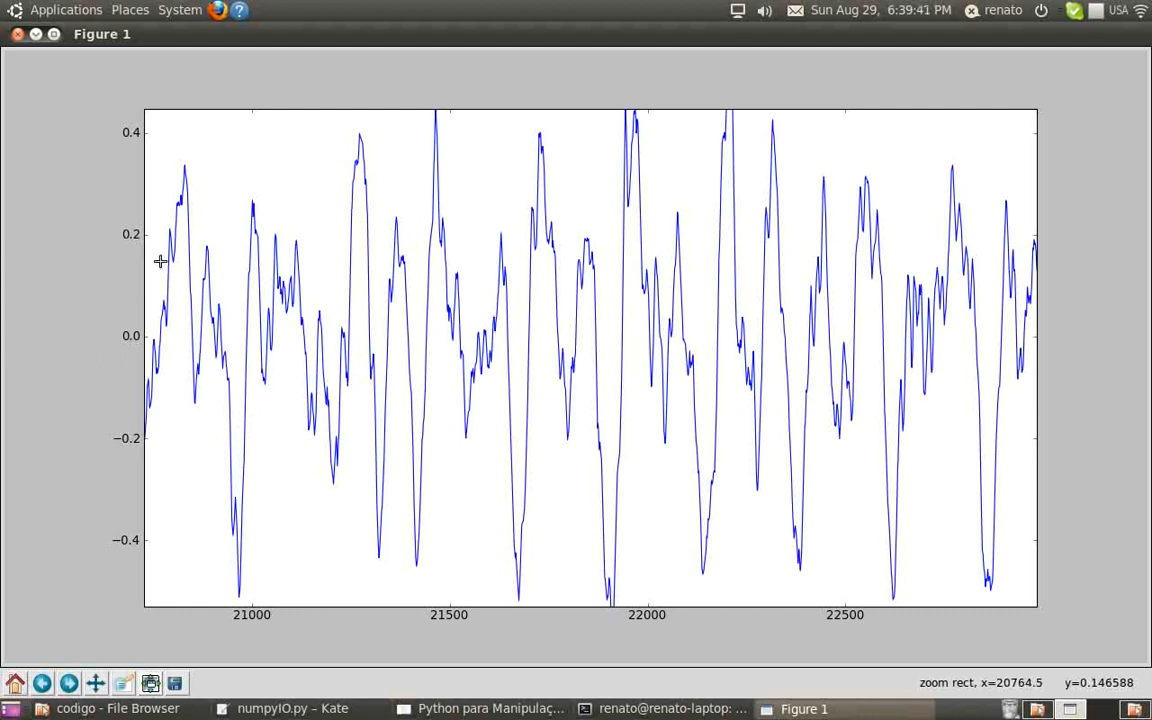 Applications Places System Sun Aug 29, 6:39:41 PM renato USA
Figure 1
0.4
0.2
0.0
−0.2
−0.4
21000 21500 22000 22500
zoom rect, x=20764.5 y=0.146588
codigo - File Browser numpyIO.py – Kate Python para Manipulaç... renato@renato-laptop: ... Figure 1